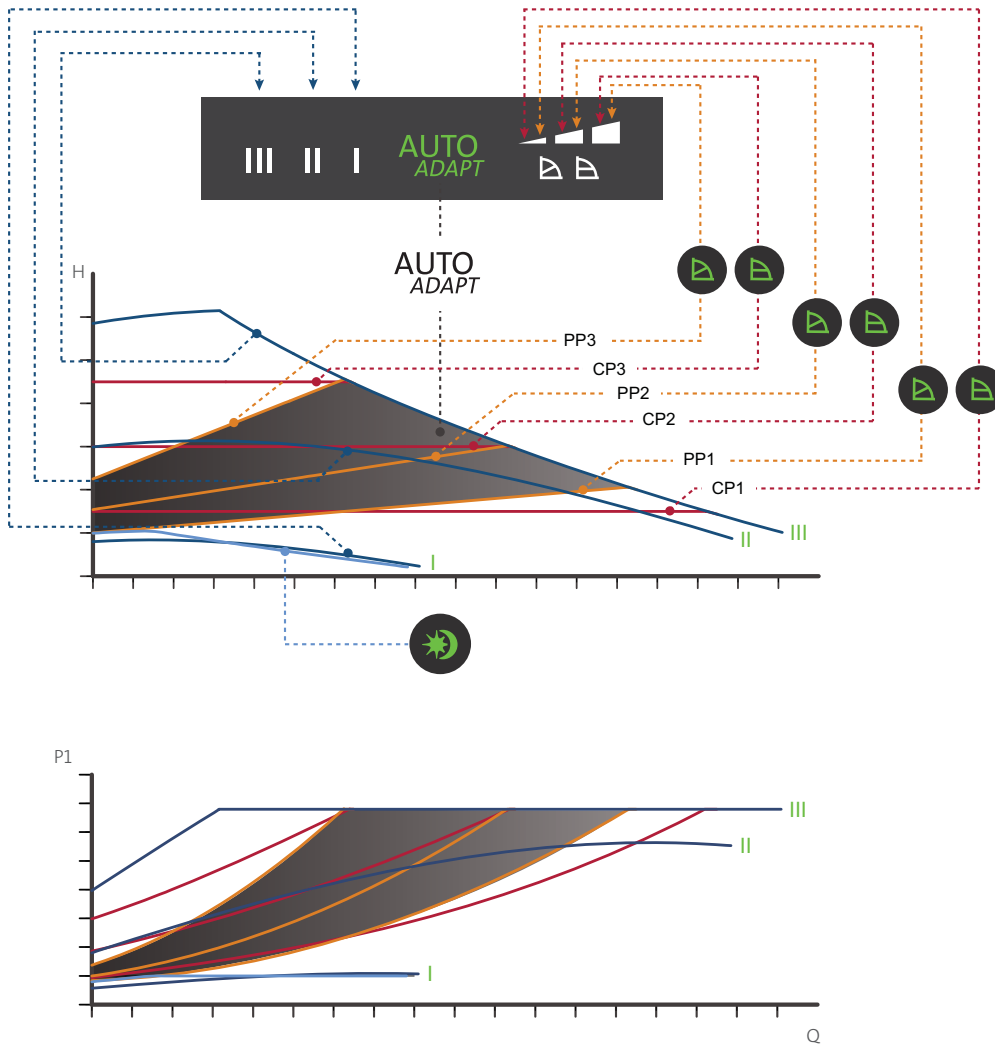 III II I AUTO
ADAPT
AUTO
ADAPT
H
PP3
CP3
PP2
CP2
PP1
CP1
III
II
I
P1
III
II
I
Q